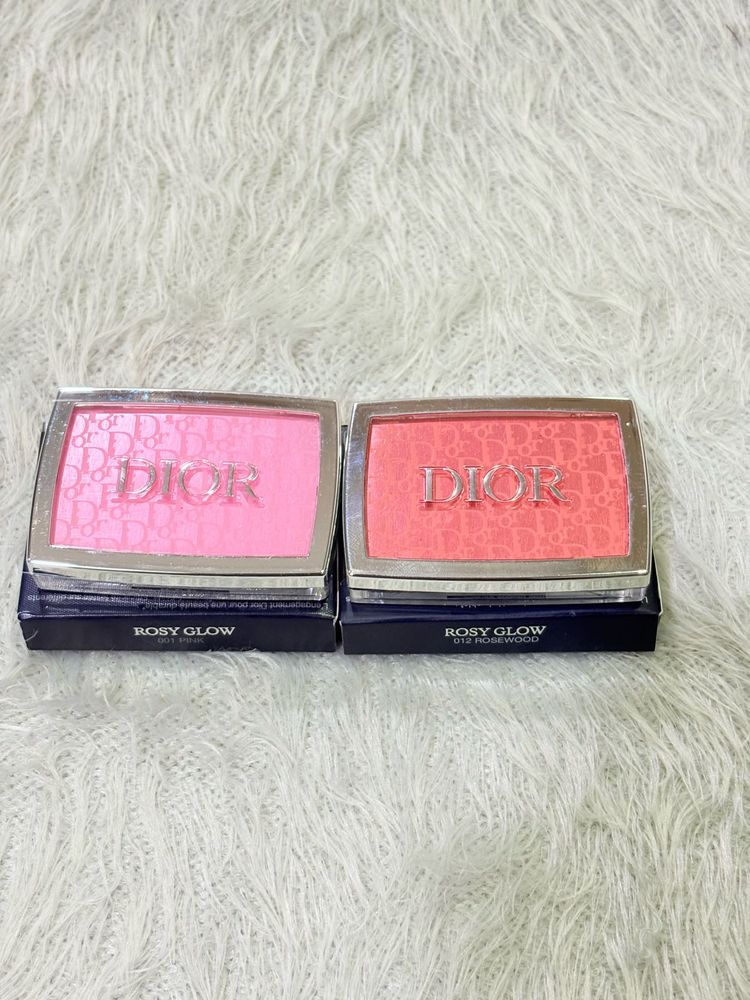 DIOR
engagement Dior pour une beauté durable
ROSY GLOW
001 PINK
DIOR
ROSY GLOW
012 ROSEWOOD